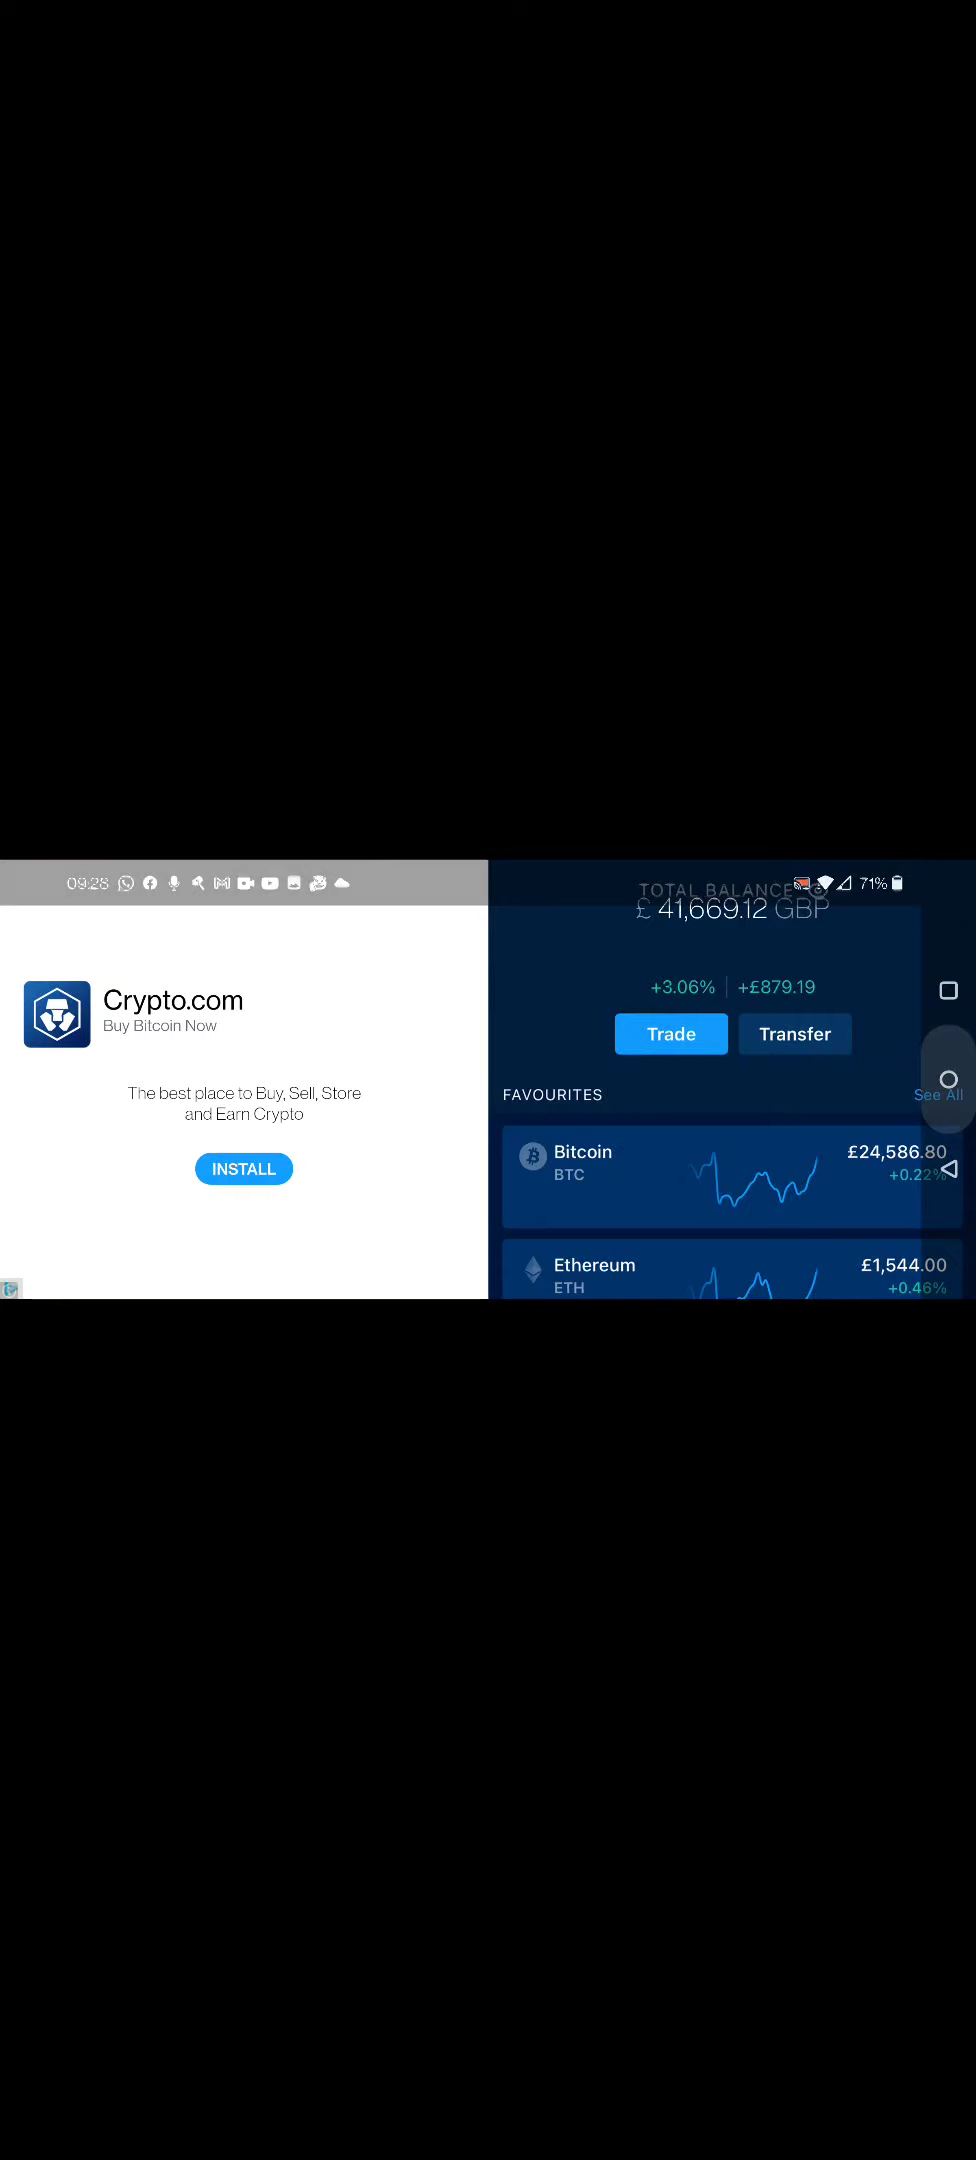 09:28
71%
Crypto.com
Buy Bitcoin Now
The best place to Buy, Sell, Store
and Earn Crypto
INSTALL
TOTAL BALANCE
£ 41,669.12 GBP
+3.06% +£879.19
Trade Transfer
FAVOURITES See All
Bitcoin £24,586.80
BTC +0.22%
Ethereum £1,544.00
ETH +0.46%